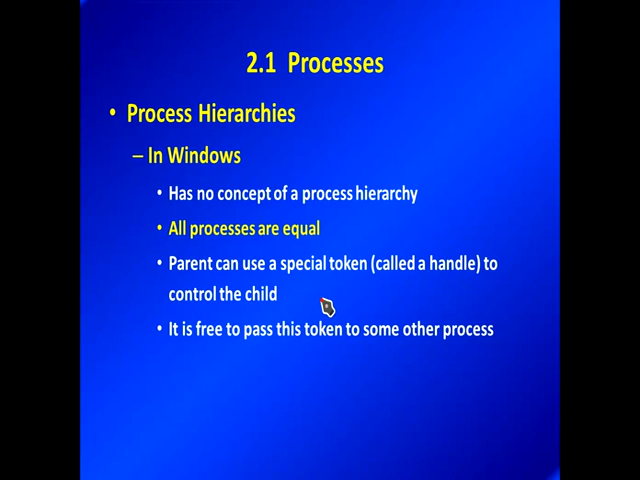 2.1 Processes
• Process Hierarchies
– In Windows
• Has no concept of a process hierarchy
• All processes are equal
• Parent can use a special token (called a handle) to
control the child
• It is free to pass this token to some other process